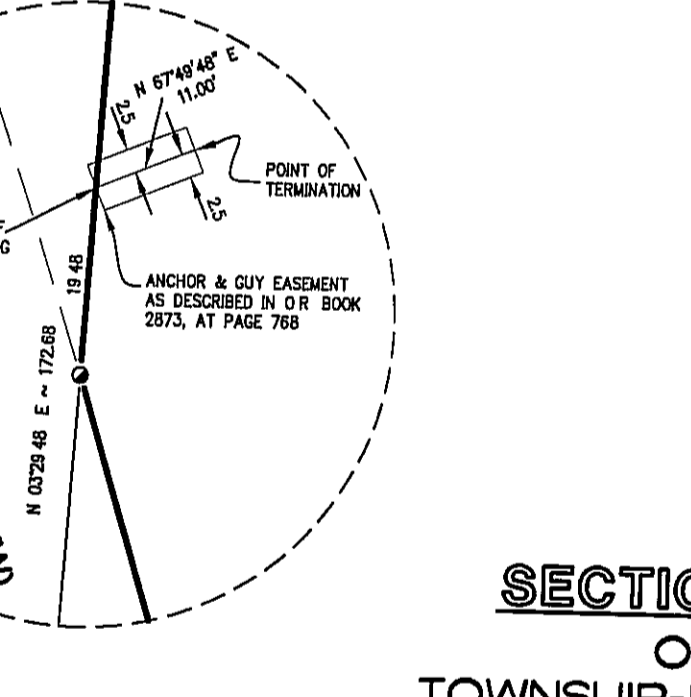 N 67°49'48" E
11.00'
2.5
POINT OF
TERMINATION
2.5
ANCHOR & GUY EASEMENT
AS DESCRIBED IN O R BOOK
2873, AT PAGE 768
19 48
N 03°29 48 E ~ 172.68
G
SECTIO
O
TOWNSHIP